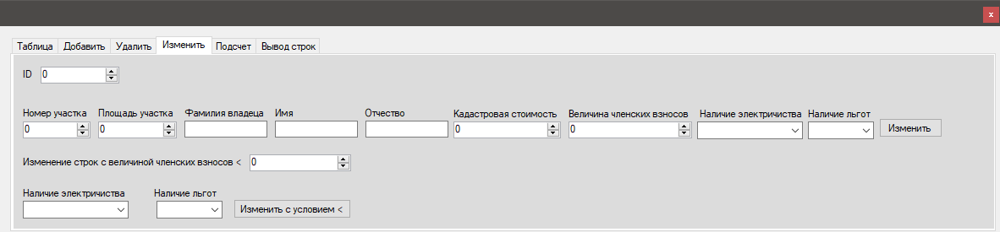 x
Таблица Добавить Удалить Изменить Подсчет Вывод строк
ID 0
Номер участка Площадь участка Фамилия владеца Имя Отчество Кадастровая стоимость Величина членских взносов Наличие электричиства Наличие льгот
0 0 0 0 Изменить
Изменение строк с величиной членских взносов < 0
Наличие электричиства Наличие льгот
Изменить с условием <